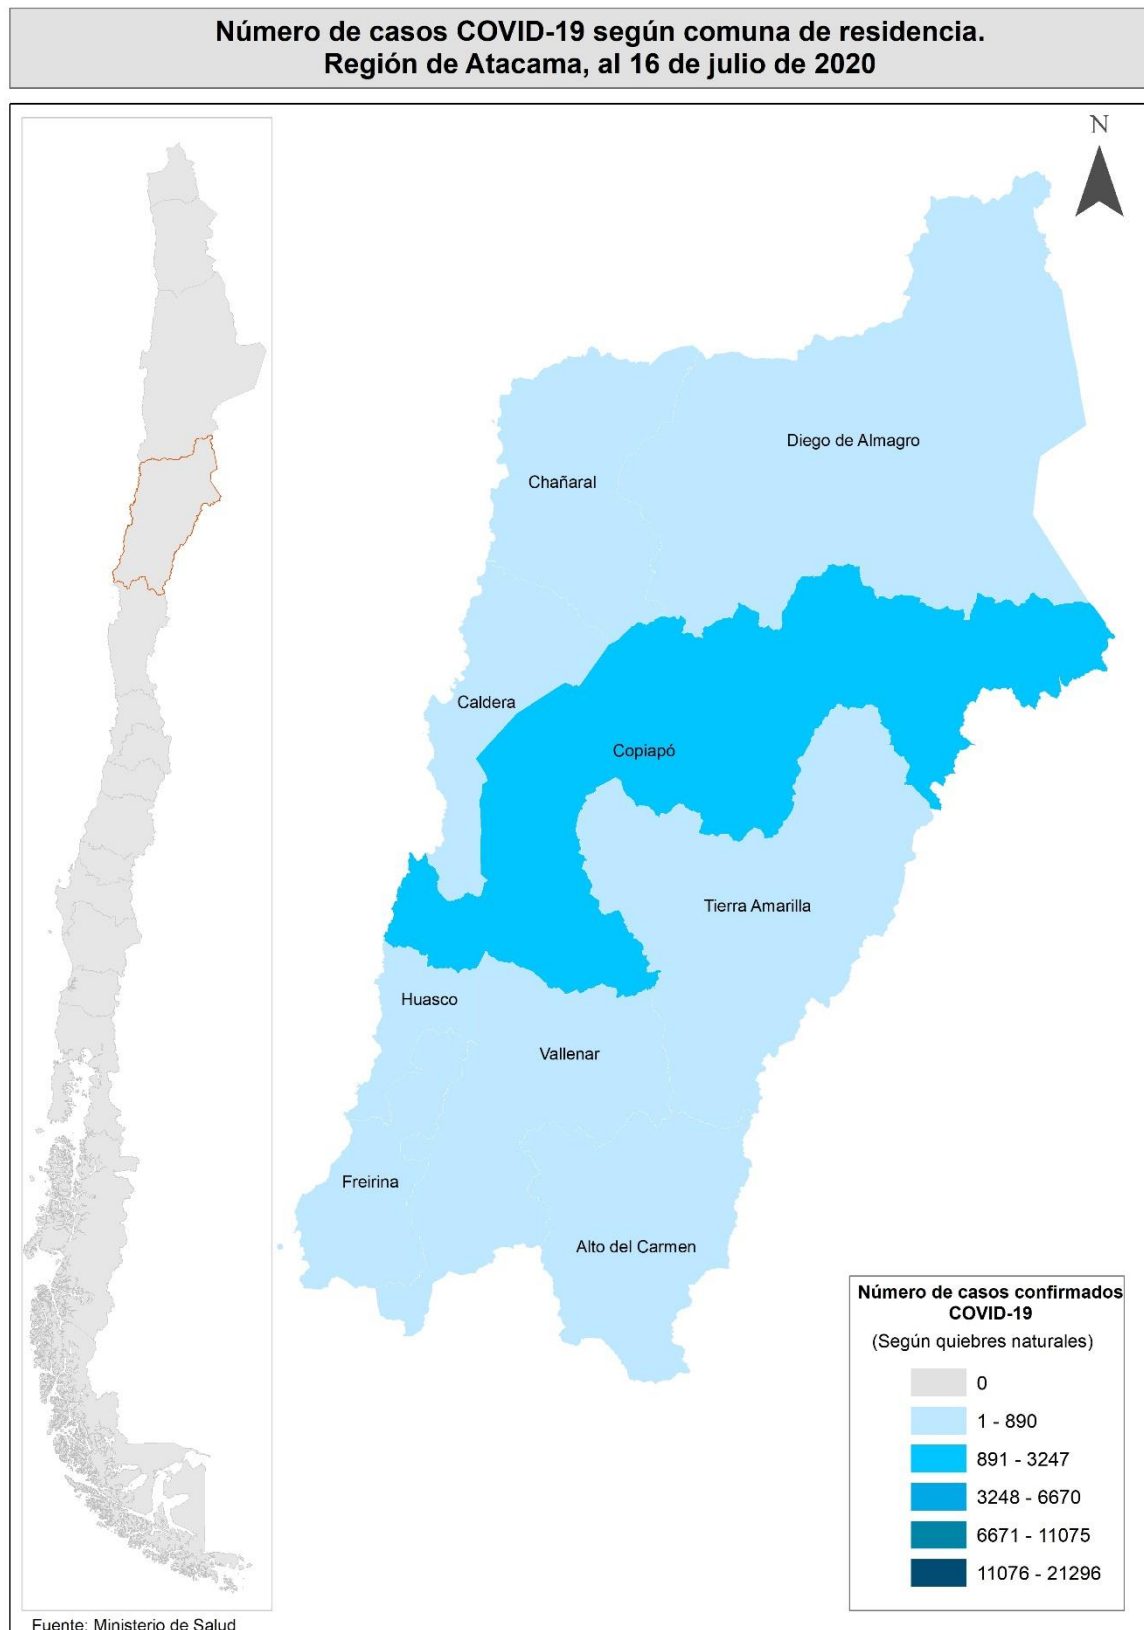 Número de casos COVID-19 según comuna de residencia.
Región de Atacama, al 16 de julio de 2020
N
Diego de Almagro
Chañaral
Caldera
Copiapó
Tierra Amarilla
Huasco
Vallenar
Freirina
Alto del Carmen
Número de casos confirmados
COVID-19
(Según quiebres naturales)
0
1 - 890
891 - 3247
3248 - 6670
6671 - 11075
11076 - 21296
Fuente: Ministerio de Salud